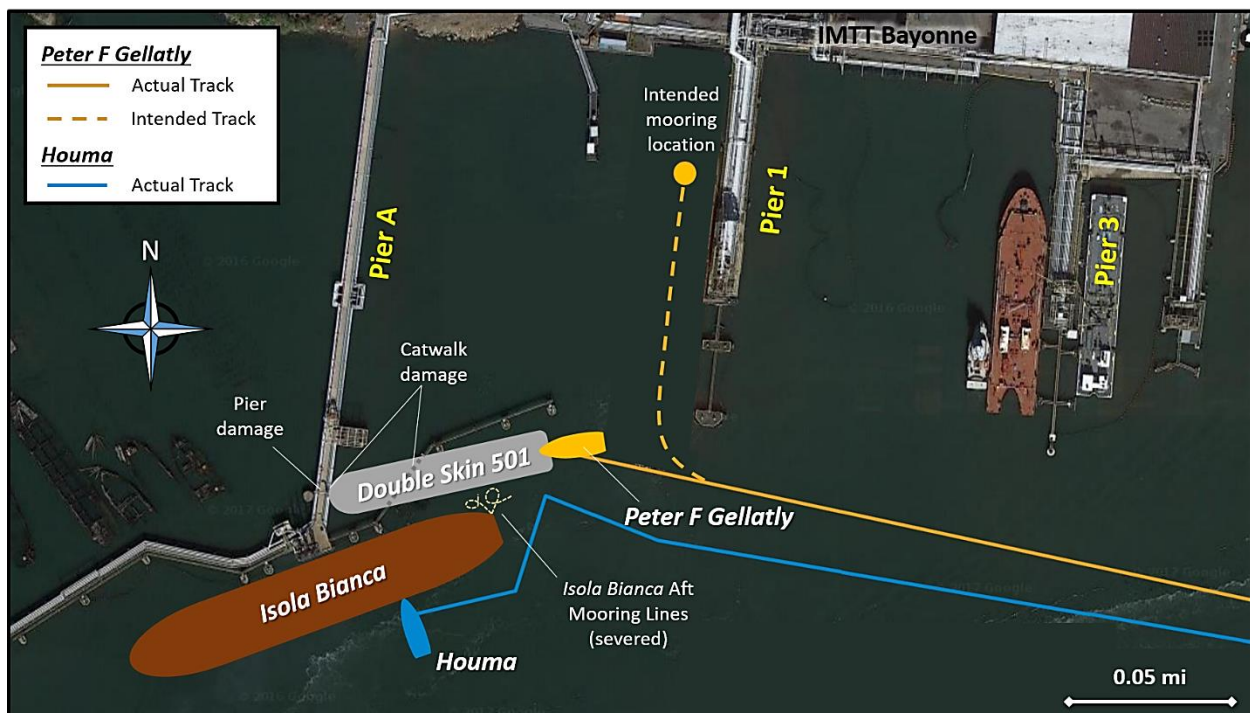 Peter F Gellatly
Actual Track
Intended Track
Houma
Actual Track
IMTT Bayonne
Intended
mooring
location
Pier 1
Pier A
Pier 3
N
© 2016 Google
Catwalk
damage
Pier
damage
Double Skin 501
Peter F Gellatly
Isola Bianca
Isola Bianca Aft
Mooring Lines
(severed)
Houma
0.05 mi